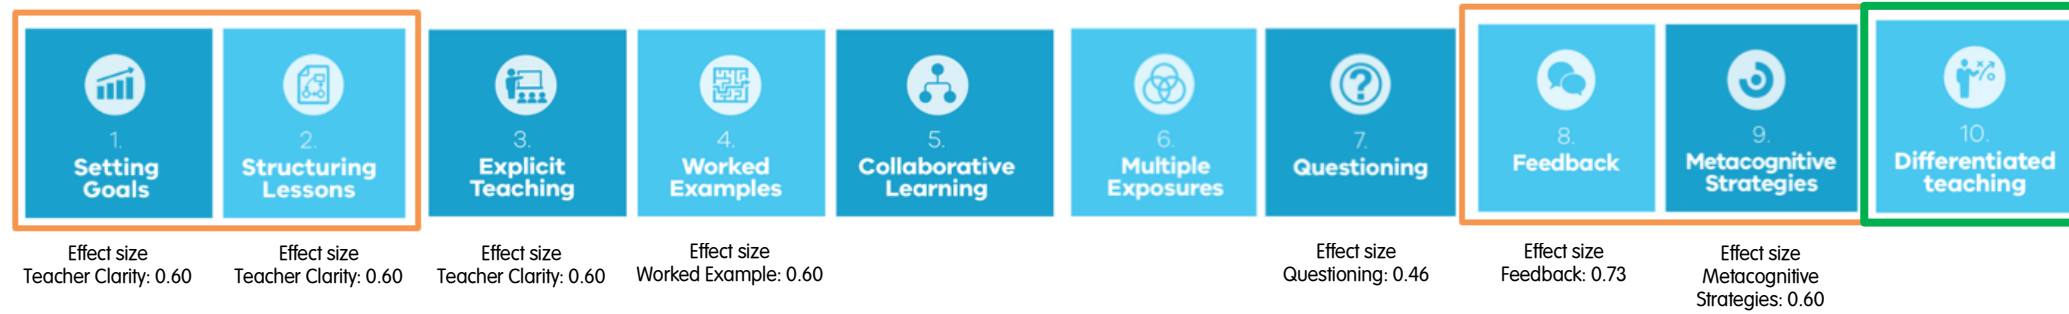 1.
Setting
Goals
2.
Structuring
Lessons
3.
Explicit
Teaching
4.
Worked
Examples
5.
Collaborative
Learning
6.
Multiple
Exposures
7.
Questioning
8.
Feedback
9.
Metacognitive
Strategies
10.
Differentiated
teaching
Effect size
Teacher Clarity: 0.60
Effect size
Teacher Clarity: 0.60
Effect size
Teacher Clarity: 0.60
Effect size
Worked Example: 0.60
Effect size
Questioning: 0.46
Effect size
Feedback: 0.73
Effect size
Metacognitive
Strategies: 0.60